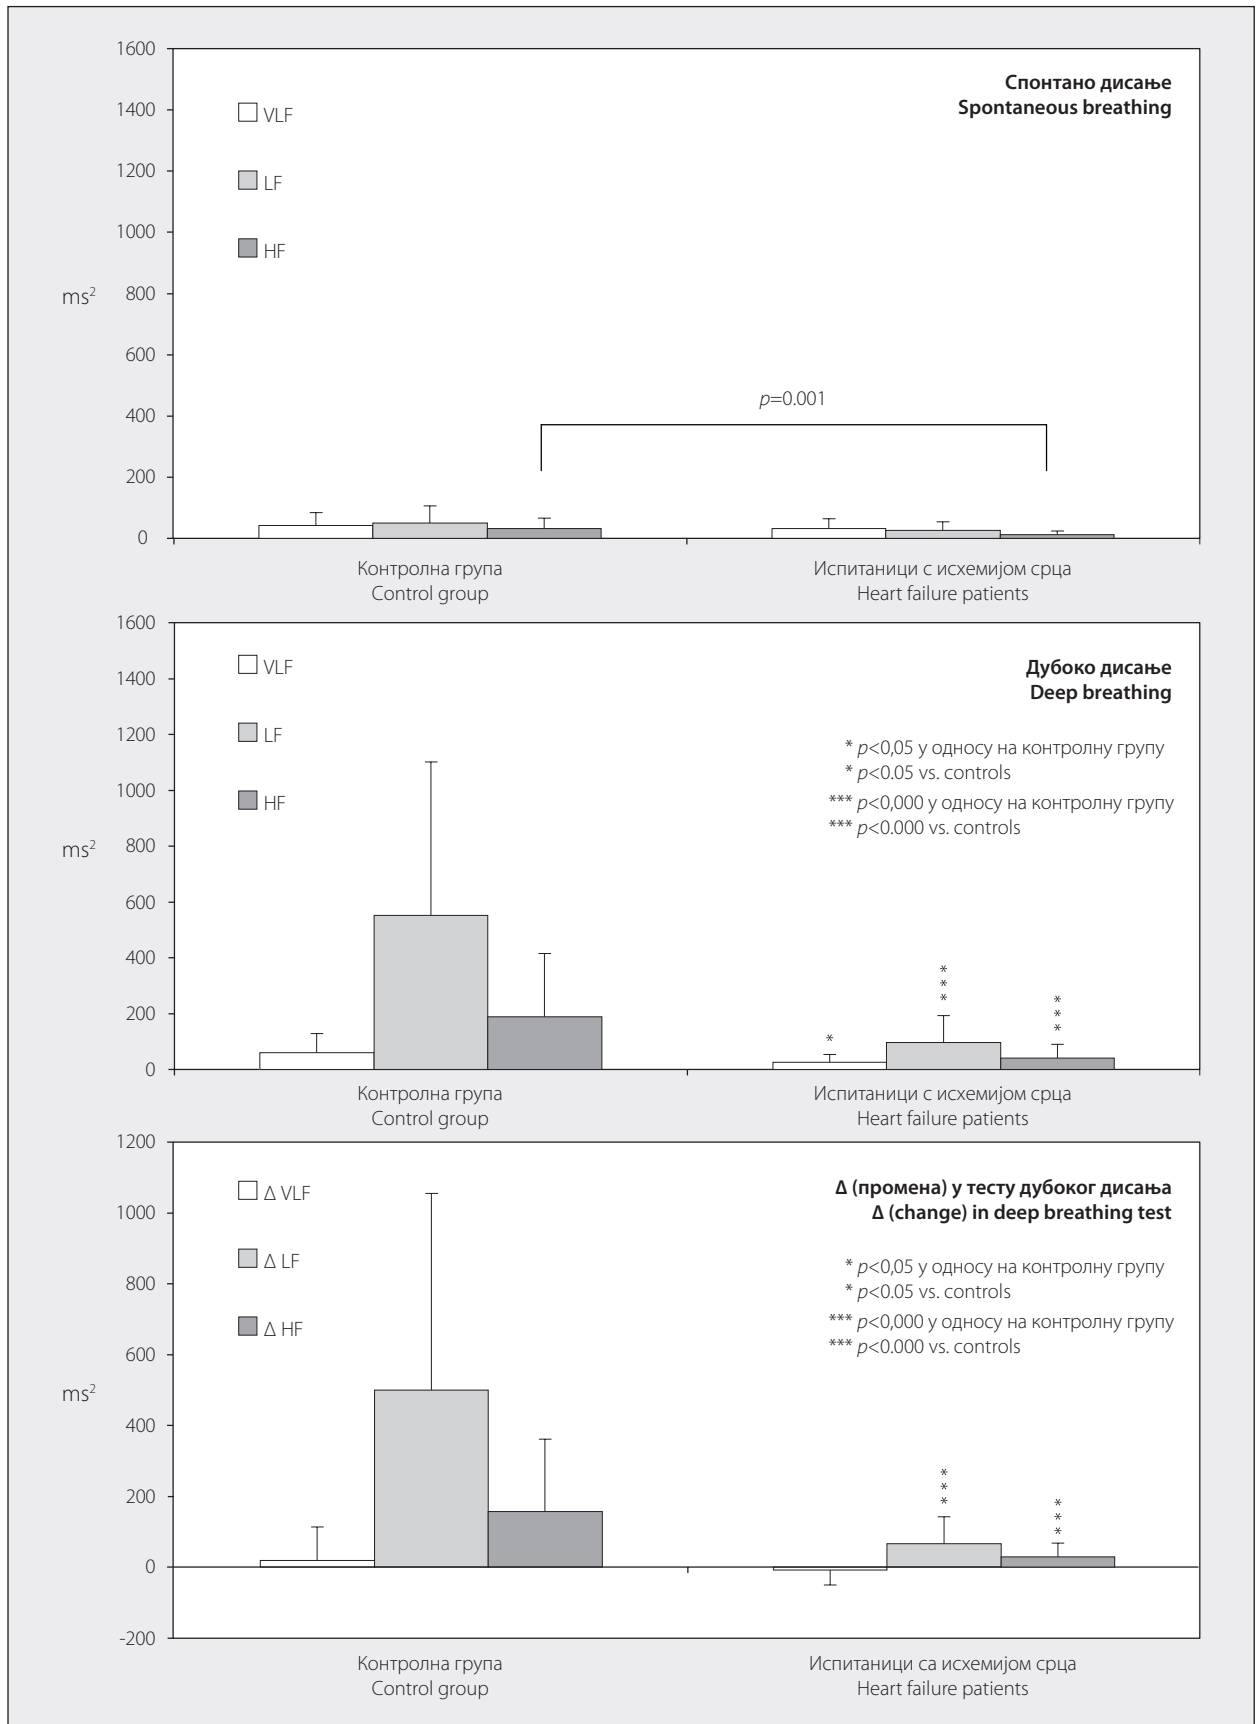 1600
1400
1200
1000
800
600
400
200
0
ms²
VLF
LF
HF
Спонтано дисање
Spontaneous breathing
p=0.001
Контролна група
Control group
Испитаници с исхемијом срца
Heart failure patients
1600
1400
1200
1000
800
600
400
200
0
ms²
VLF
LF
HF
Дубоко дисање
Deep breathing
* p<0,05 у односу на контролну групу
* p<0.05 vs. controls
*** p<0,000 у односу на контролну групу
*** p<0.000 vs. controls
*
***
***
Контролна група
Control group
Испитаници с исхемијом срца
Heart failure patients
1200
1000
800
600
400
200
0
-200
ms²
Δ VLF
Δ LF
Δ HF
Δ (промена) у тесту дубоког дисања
Δ (change) in deep breathing test
* p<0,05 у односу на контролну групу
* p<0.05 vs. controls
*** p<0,000 у односу на контролну групу
*** p<0.000 vs. controls
***
***
Контролна група
Control group
Испитаници са исхемијом срца
Heart failure patients